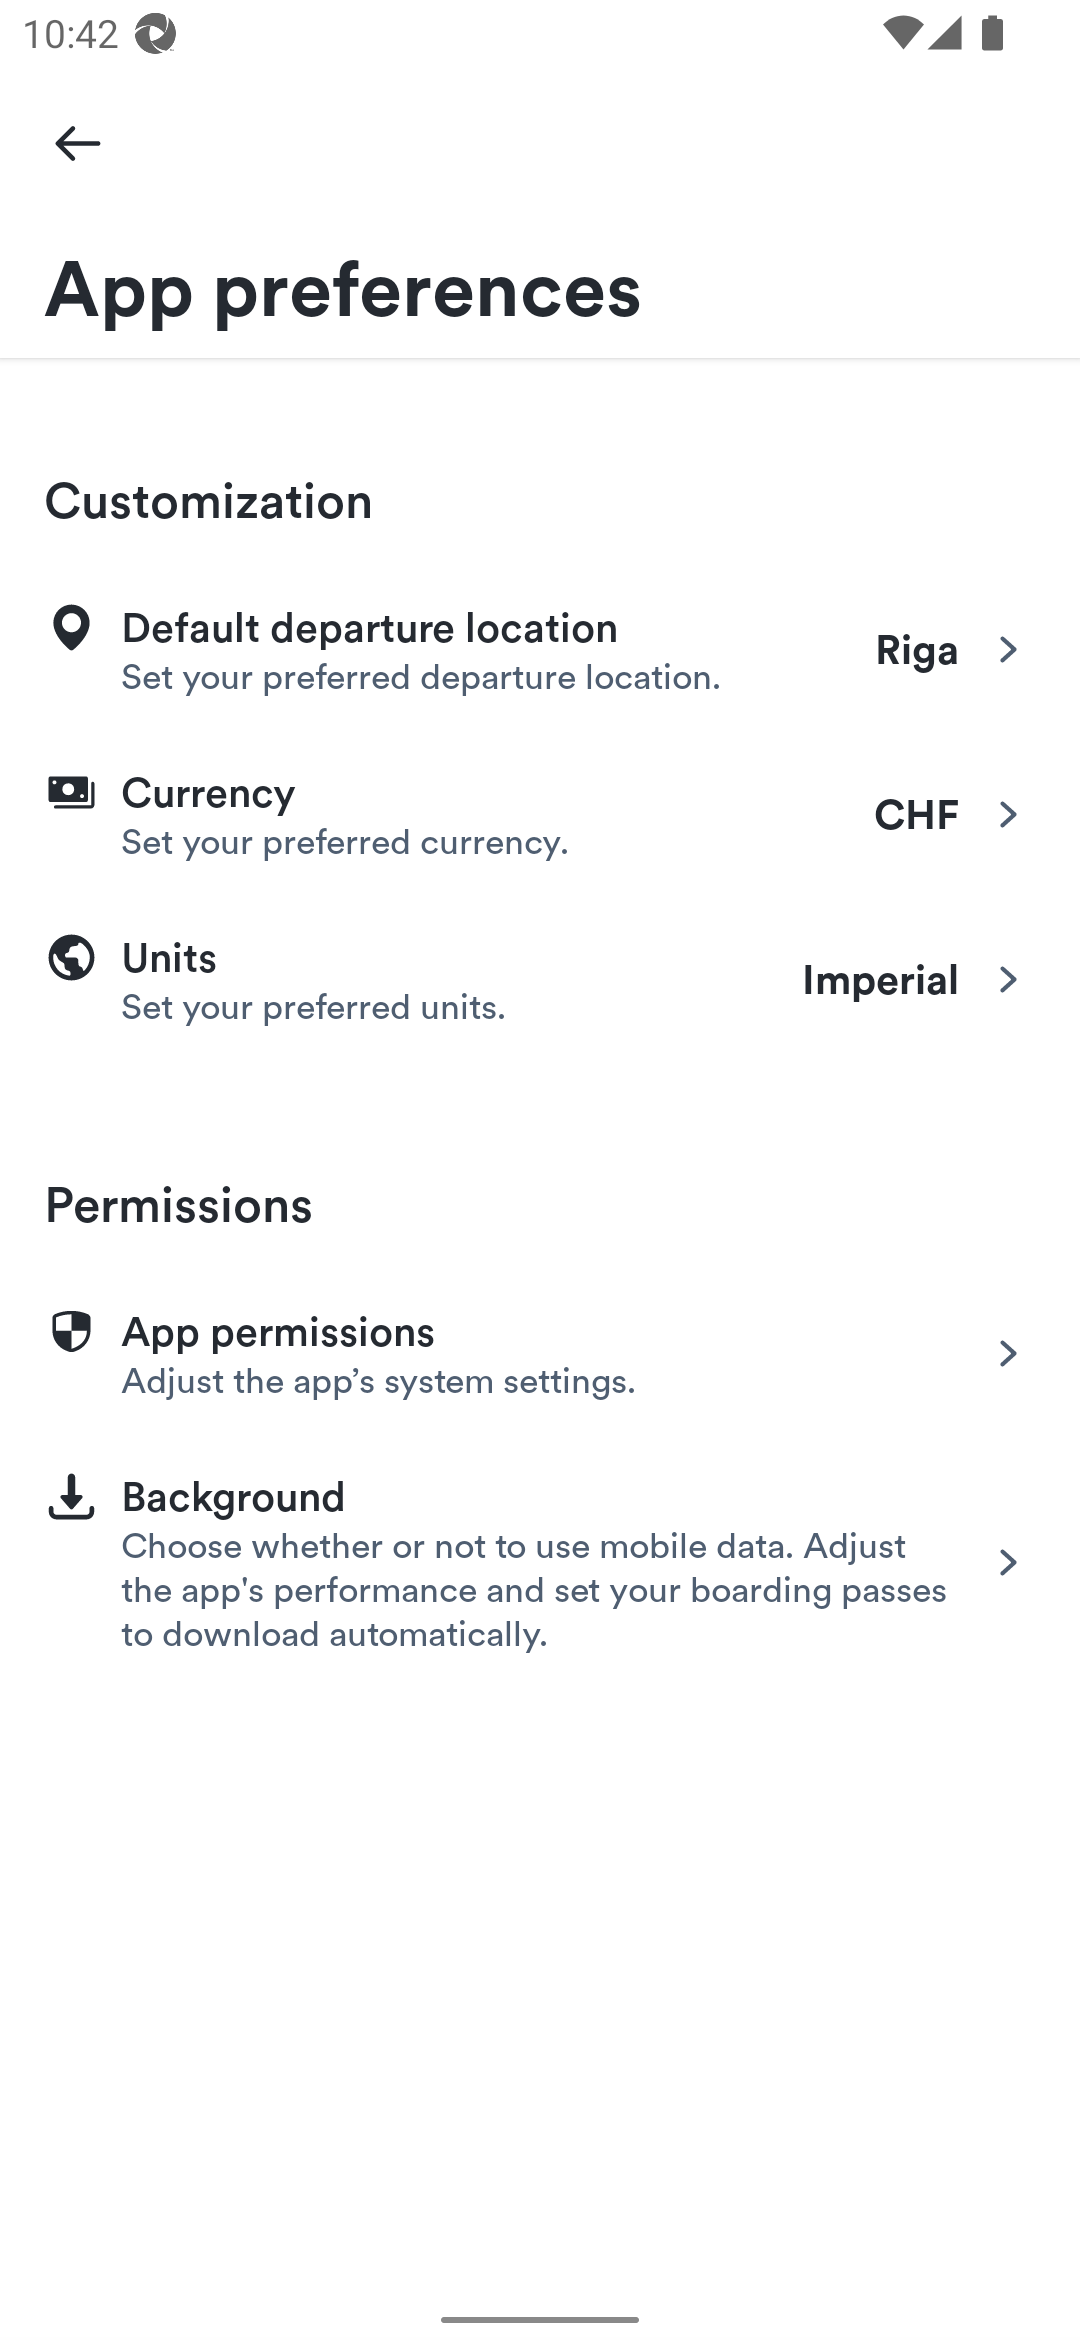 10:42
App preferences
Customization
Default departure location
Set your preferred departure location.
Riga
Currency
Set your preferred currency.
CHF
Units
Set your preferred units.
Imperial
Permissions
App permissions
Adjust the app’s system settings.
Background
Choose whether or not to use mobile data. Adjust
the app's performance and set your boarding passes
to download automatically.